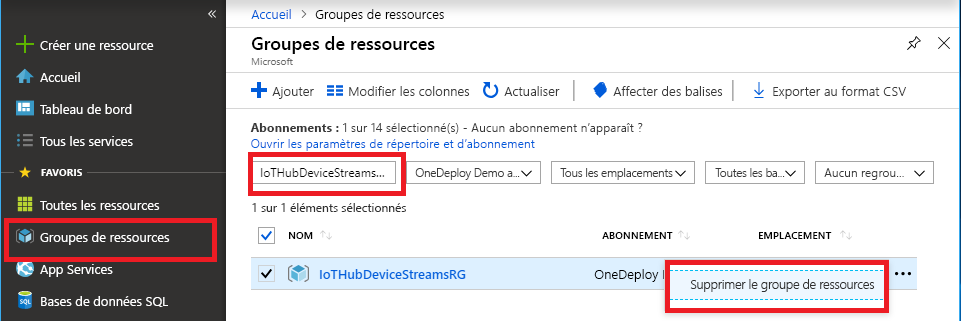 «
Créer une ressource
Accueil
Tableau de bord
Tous les services
FAVORIS
Toutes les ressources
Groupes de ressources
App Services
Bases de données SQL
Accueil > Groupes de ressources
Groupes de ressources
Microsoft
Ajouter Modifier les colonnes Actualiser Affecter des balises Exporter au format CSV
Abonnements : 1 sur 14 sélectionné(s) - Aucun abonnement n'apparaît ?
Ouvrir les paramètres de répertoire et d'abonnement
IoTHubDeviceStreams... OneDeploy Demo a... Tous les emplacements Toutes les ba... Aucun regrou...
1 sur 1 éléments sélectionnés
NOM ABONNEMENT EMPLACEMENT
IoTHubDeviceStreamsRG OneDeploy Supprimer le groupe de ressources